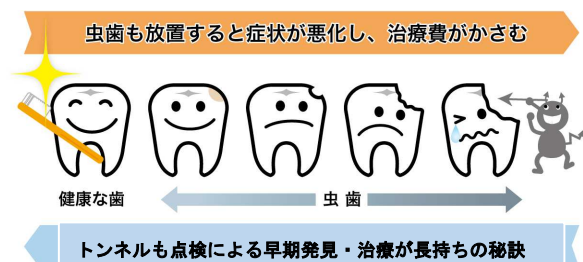 虫歯も放置すると症状が悪化し、治療費がかさむ
健康な歯
虫歯
トンネルも点検による早期発見・治療が長持ちの秘訣